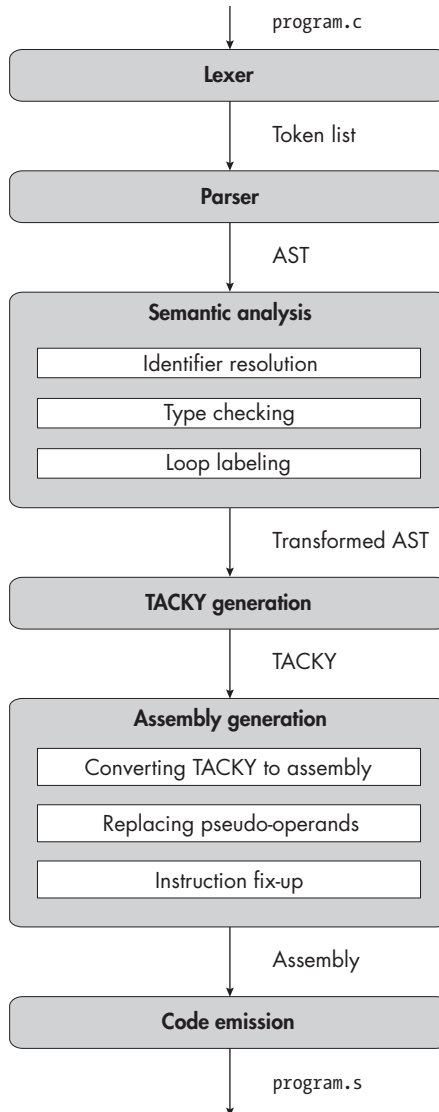 program.c
Lexer
Token list
Parser
AST
Semantic analysis
Identifier resolution
Type checking
Loop labeling
Transformed AST
TACKY generation
TACKY
Assembly generation
Converting TACKY to assembly
Replacing pseudo-operands
Instruction fix-up
Assembly
Code emission
program.s